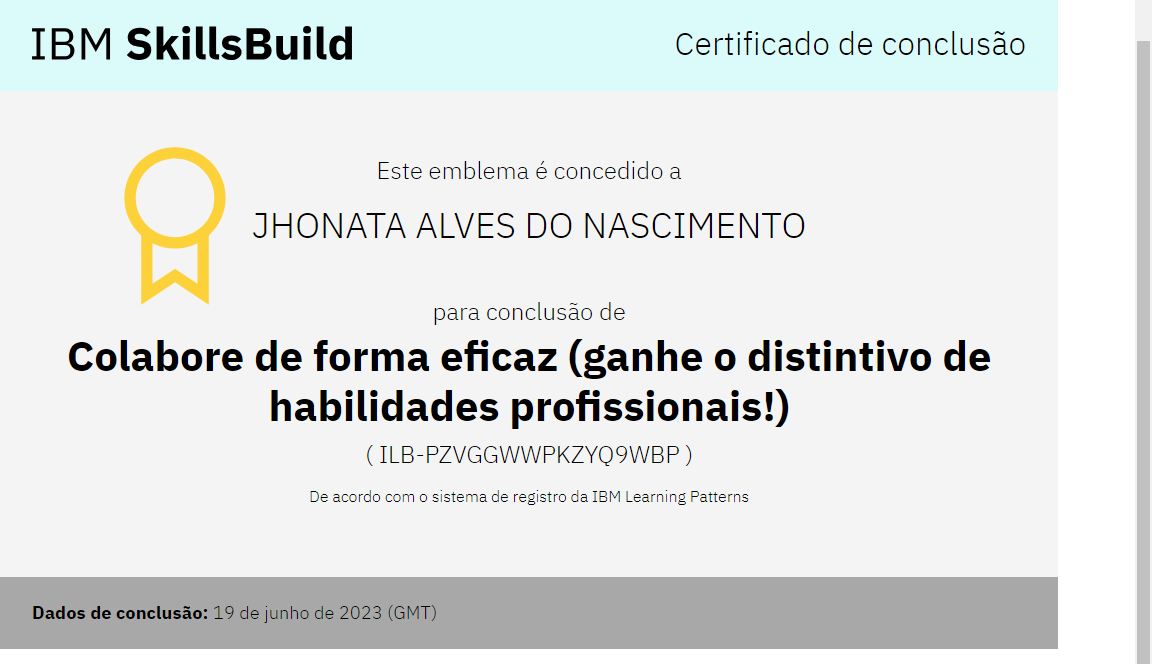 IBM SkillsBuild
Certificado de conclusão
Este emblema é concedido a
JHONATA ALVES DO NASCIMENTO
para conclusão de
Colabore de forma eficaz (ganhe o distintivo de
habilidades profissionais!)
( ILB-PZVGGWWPKZYQ9WBP )
De acordo com o sistema de registro da IBM Learning Patterns
Dados de conclusão: 19 de junho de 2023 (GMT)